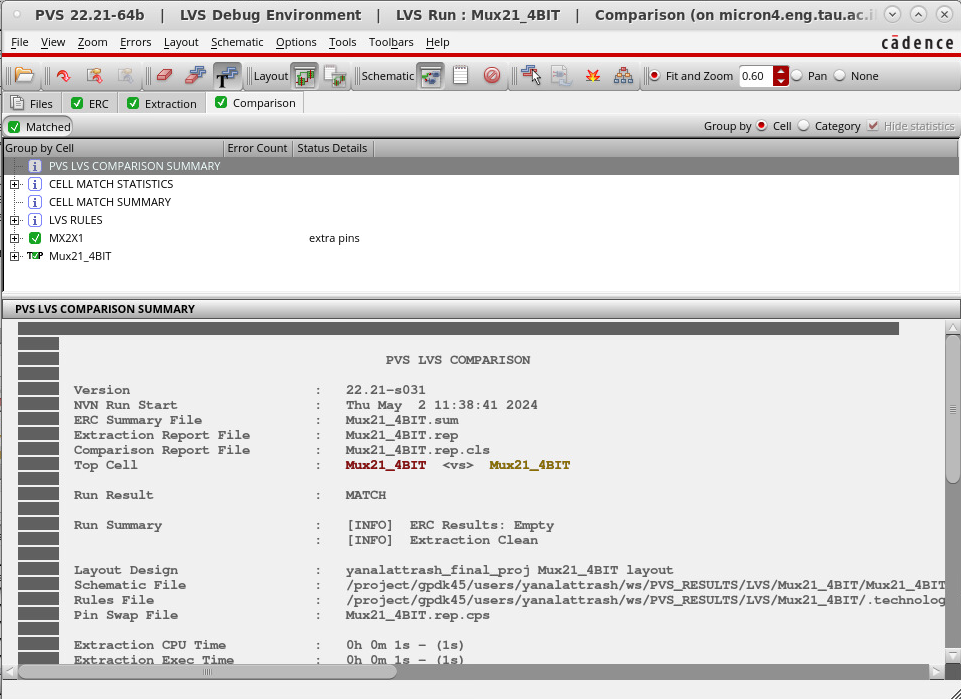 PVS 22.21-64b | LVS Debug Environment | LVS Run : Mux21_4BIT | Comparison (on micron4.eng.tau.ac.il
File View Zoom Errors Layout Schematic Options Tools Toolbars Help
cādence
Layout Schematic Fit and Zoom 0.60 Pan None
Files ERC Extraction Comparison
Matched Group by Cell Category Hide statistics
Group by Cell Error Count Status Details
PVS LVS COMPARISON SUMMARY
CELL MATCH STATISTICS
CELL MATCH SUMMARY
LVS RULES
MX2X1 extra pins
TOP Mux21_4BIT
PVS LVS COMPARISON SUMMARY
PVS LVS COMPARISON
Version : 22.21-s031
NVN Run Start : Thu May 2 11:38:41 2024
ERC Summary File : Mux21_4BIT.sum
Extraction Report File : Mux21_4BIT.rep
Comparison Report File : Mux21_4BIT.rep.cls
Top Cell : Mux21_4BIT <vs> Mux21_4BIT
Run Result : MATCH
Run Summary : [INFO] ERC Results: Empty
: [INFO] Extraction Clean
Layout Design : yanalattrash_final_proj Mux21_4BIT layout
Schematic File : /project/gpdk45/users/yanalattrash/ws/PVS_RESULTS/LVS/Mux21_4BIT/Mux21_4BIT
Rules File : /project/gpdk45/users/yanalattrash/ws/PVS_RESULTS/LVS/Mux21_4BIT/.technolog
Pin Swap File : Mux21_4BIT.rep.cps
Extraction CPU Time : 0h 0m 1s - (1s)
Extraction Exec Time : 0h 0m 1s - (1s)